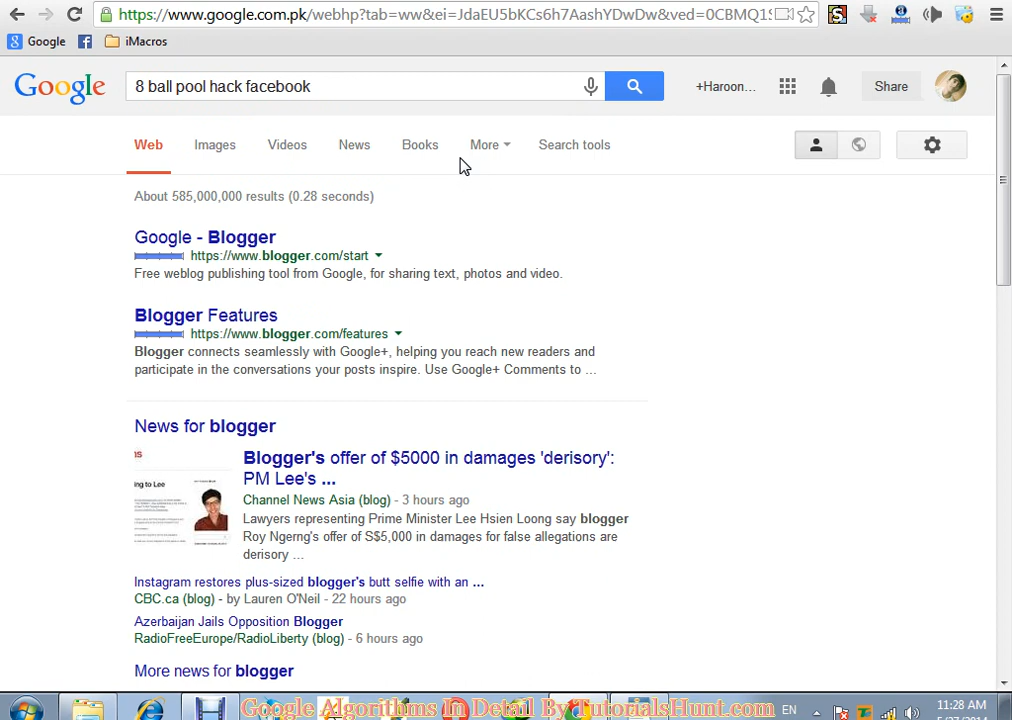 https://www.google.com.pk/webhp?tab=ww&ei=JdaEU5bKCs6h7AashYDwDw&ved=0CBMQ1S
Google iMacros
Google 8 ball pool hack facebook +Haroon... Share
Web Images Videos News Books More Search tools
About 585,000,000 results (0.28 seconds)
Google - Blogger
https://www.blogger.com/start
Free weblog publishing tool from Google, for sharing text, photos and video.
Blogger Features
https://www.blogger.com/features
Blogger connects seamlessly with Google+, helping you reach new readers and
participate in the conversations your posts inspire. Use Google+ Comments to ...
News for blogger
Blogger's offer of $5000 in damages 'derisory':
PM Lee's ...
Channel News Asia (blog) - 3 hours ago
Lawyers representing Prime Minister Lee Hsien Loong say blogger
Roy Ngerng's offer of S$5,000 in damages for false allegations are
derisory ...
ing to Lee
Instagram restores plus-sized blogger's butt selfie with an ...
CBC.ca (blog) - by Lauren O'Neil - 22 hours ago
Azerbaijan Jails Opposition Blogger
RadioFreeEurope/RadioLiberty (blog) - 6 hours ago
More news for blogger
Google Algorithms In Detail By TutorialsHunt.com
EN 11:28 AM
5/27/2014